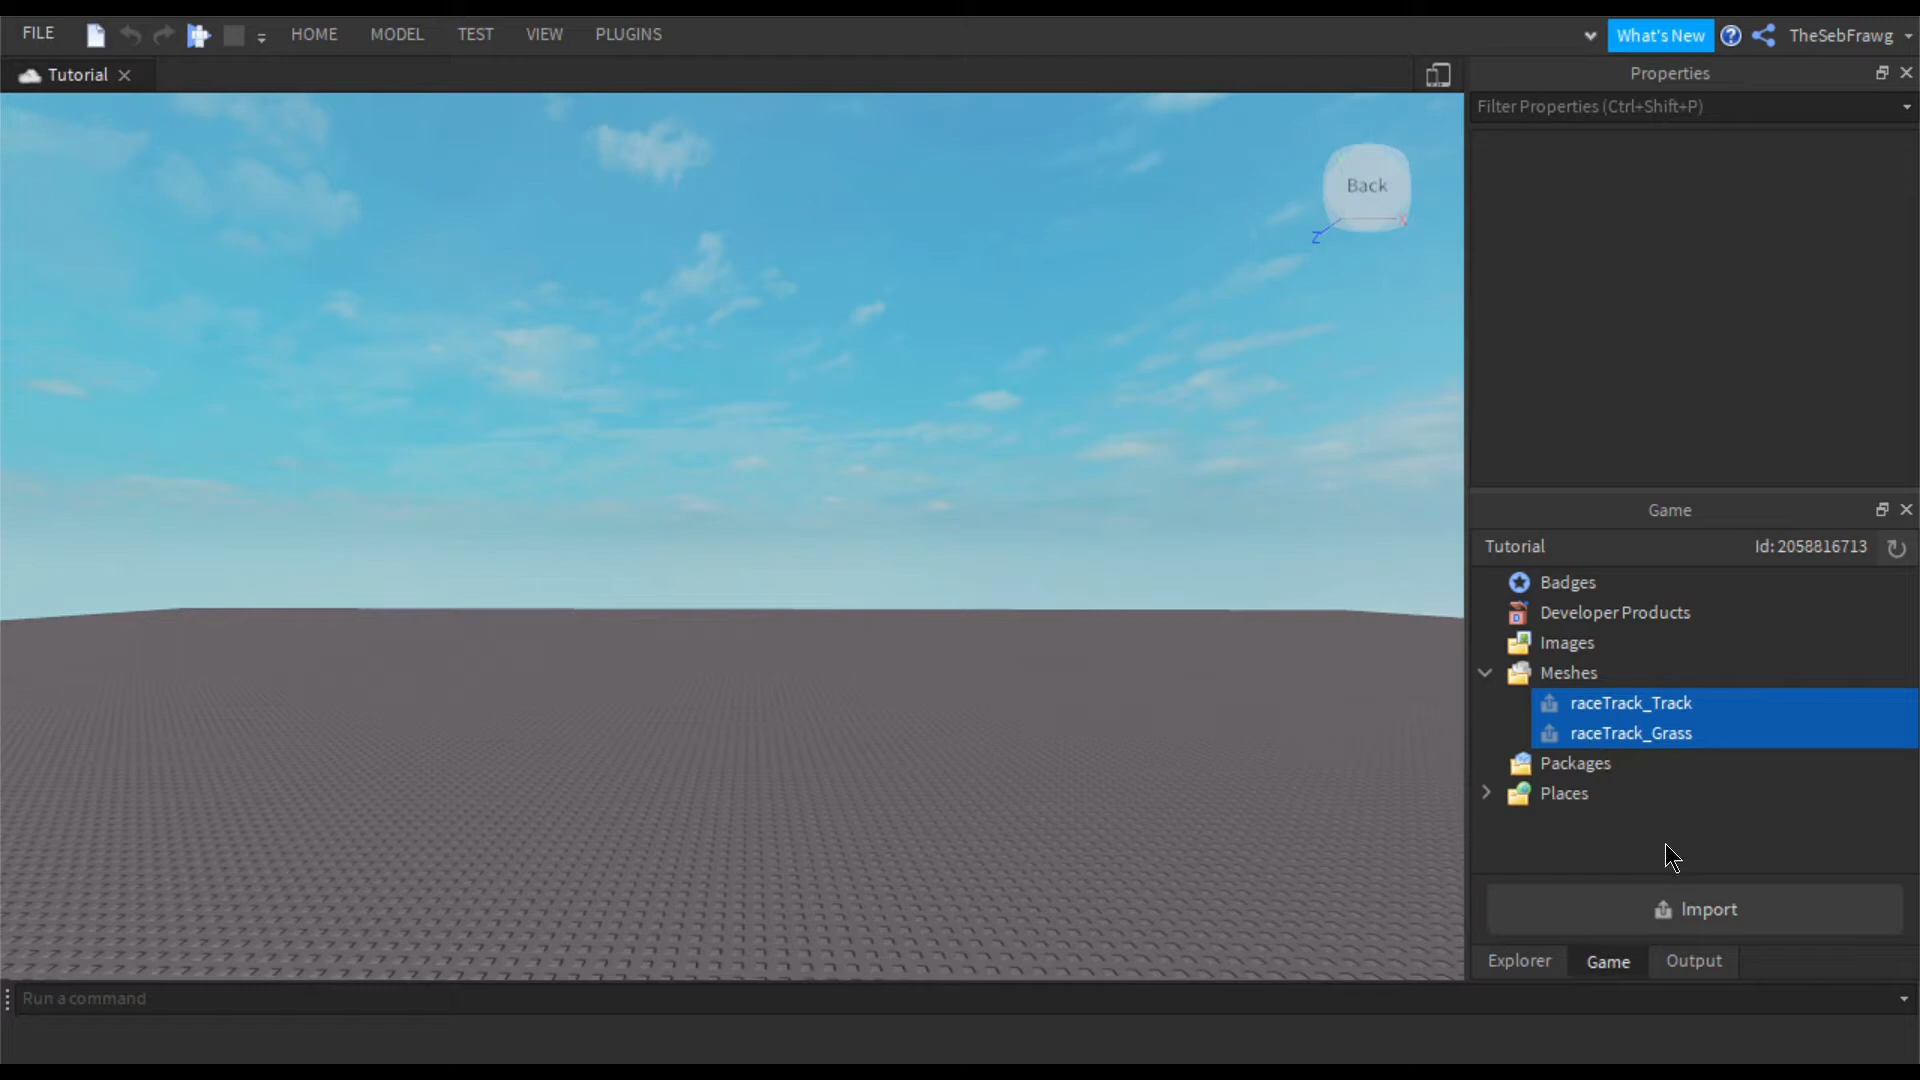 FILE
HOME
MODEL
TEST
VIEW
PLUGINS
What's New
TheSebFrawg
Tutorial
Properties
Filter Properties (Ctrl+Shift+P)
Back
X
Z
Game
Tutorial
Id: 2058816713
Badges
Developer Products
Images
Meshes
raceTrack_Track
raceTrack_Grass
Packages
Places
Import
Explorer
Game
Output
Run a command